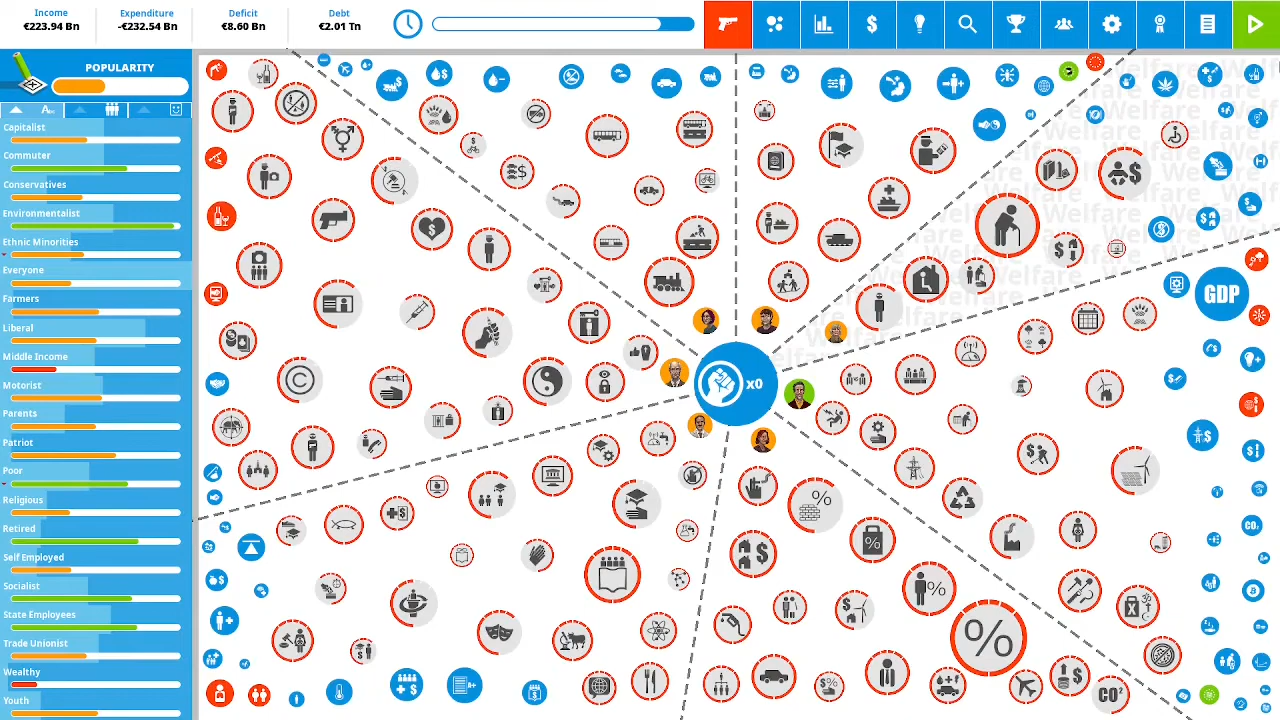 Income
Expenditure
Deficit
Debt
€223.94 Bn
-€232.54 Bn
€8.60 Bn
€2.01 Tn
POPULARITY
Capitalist
Commuter
Conservatives
Environmentalist
Ethnic Minorities
Everyone
Farmers
Liberal
Middle Income
Motorist
Parents
Patriot
Poor
Religious
Retired
Self Employed
Socialist
State Employees
Trade Unionist
Wealthy
Youth
Welfare
GDP
x0
CO²
CO₂